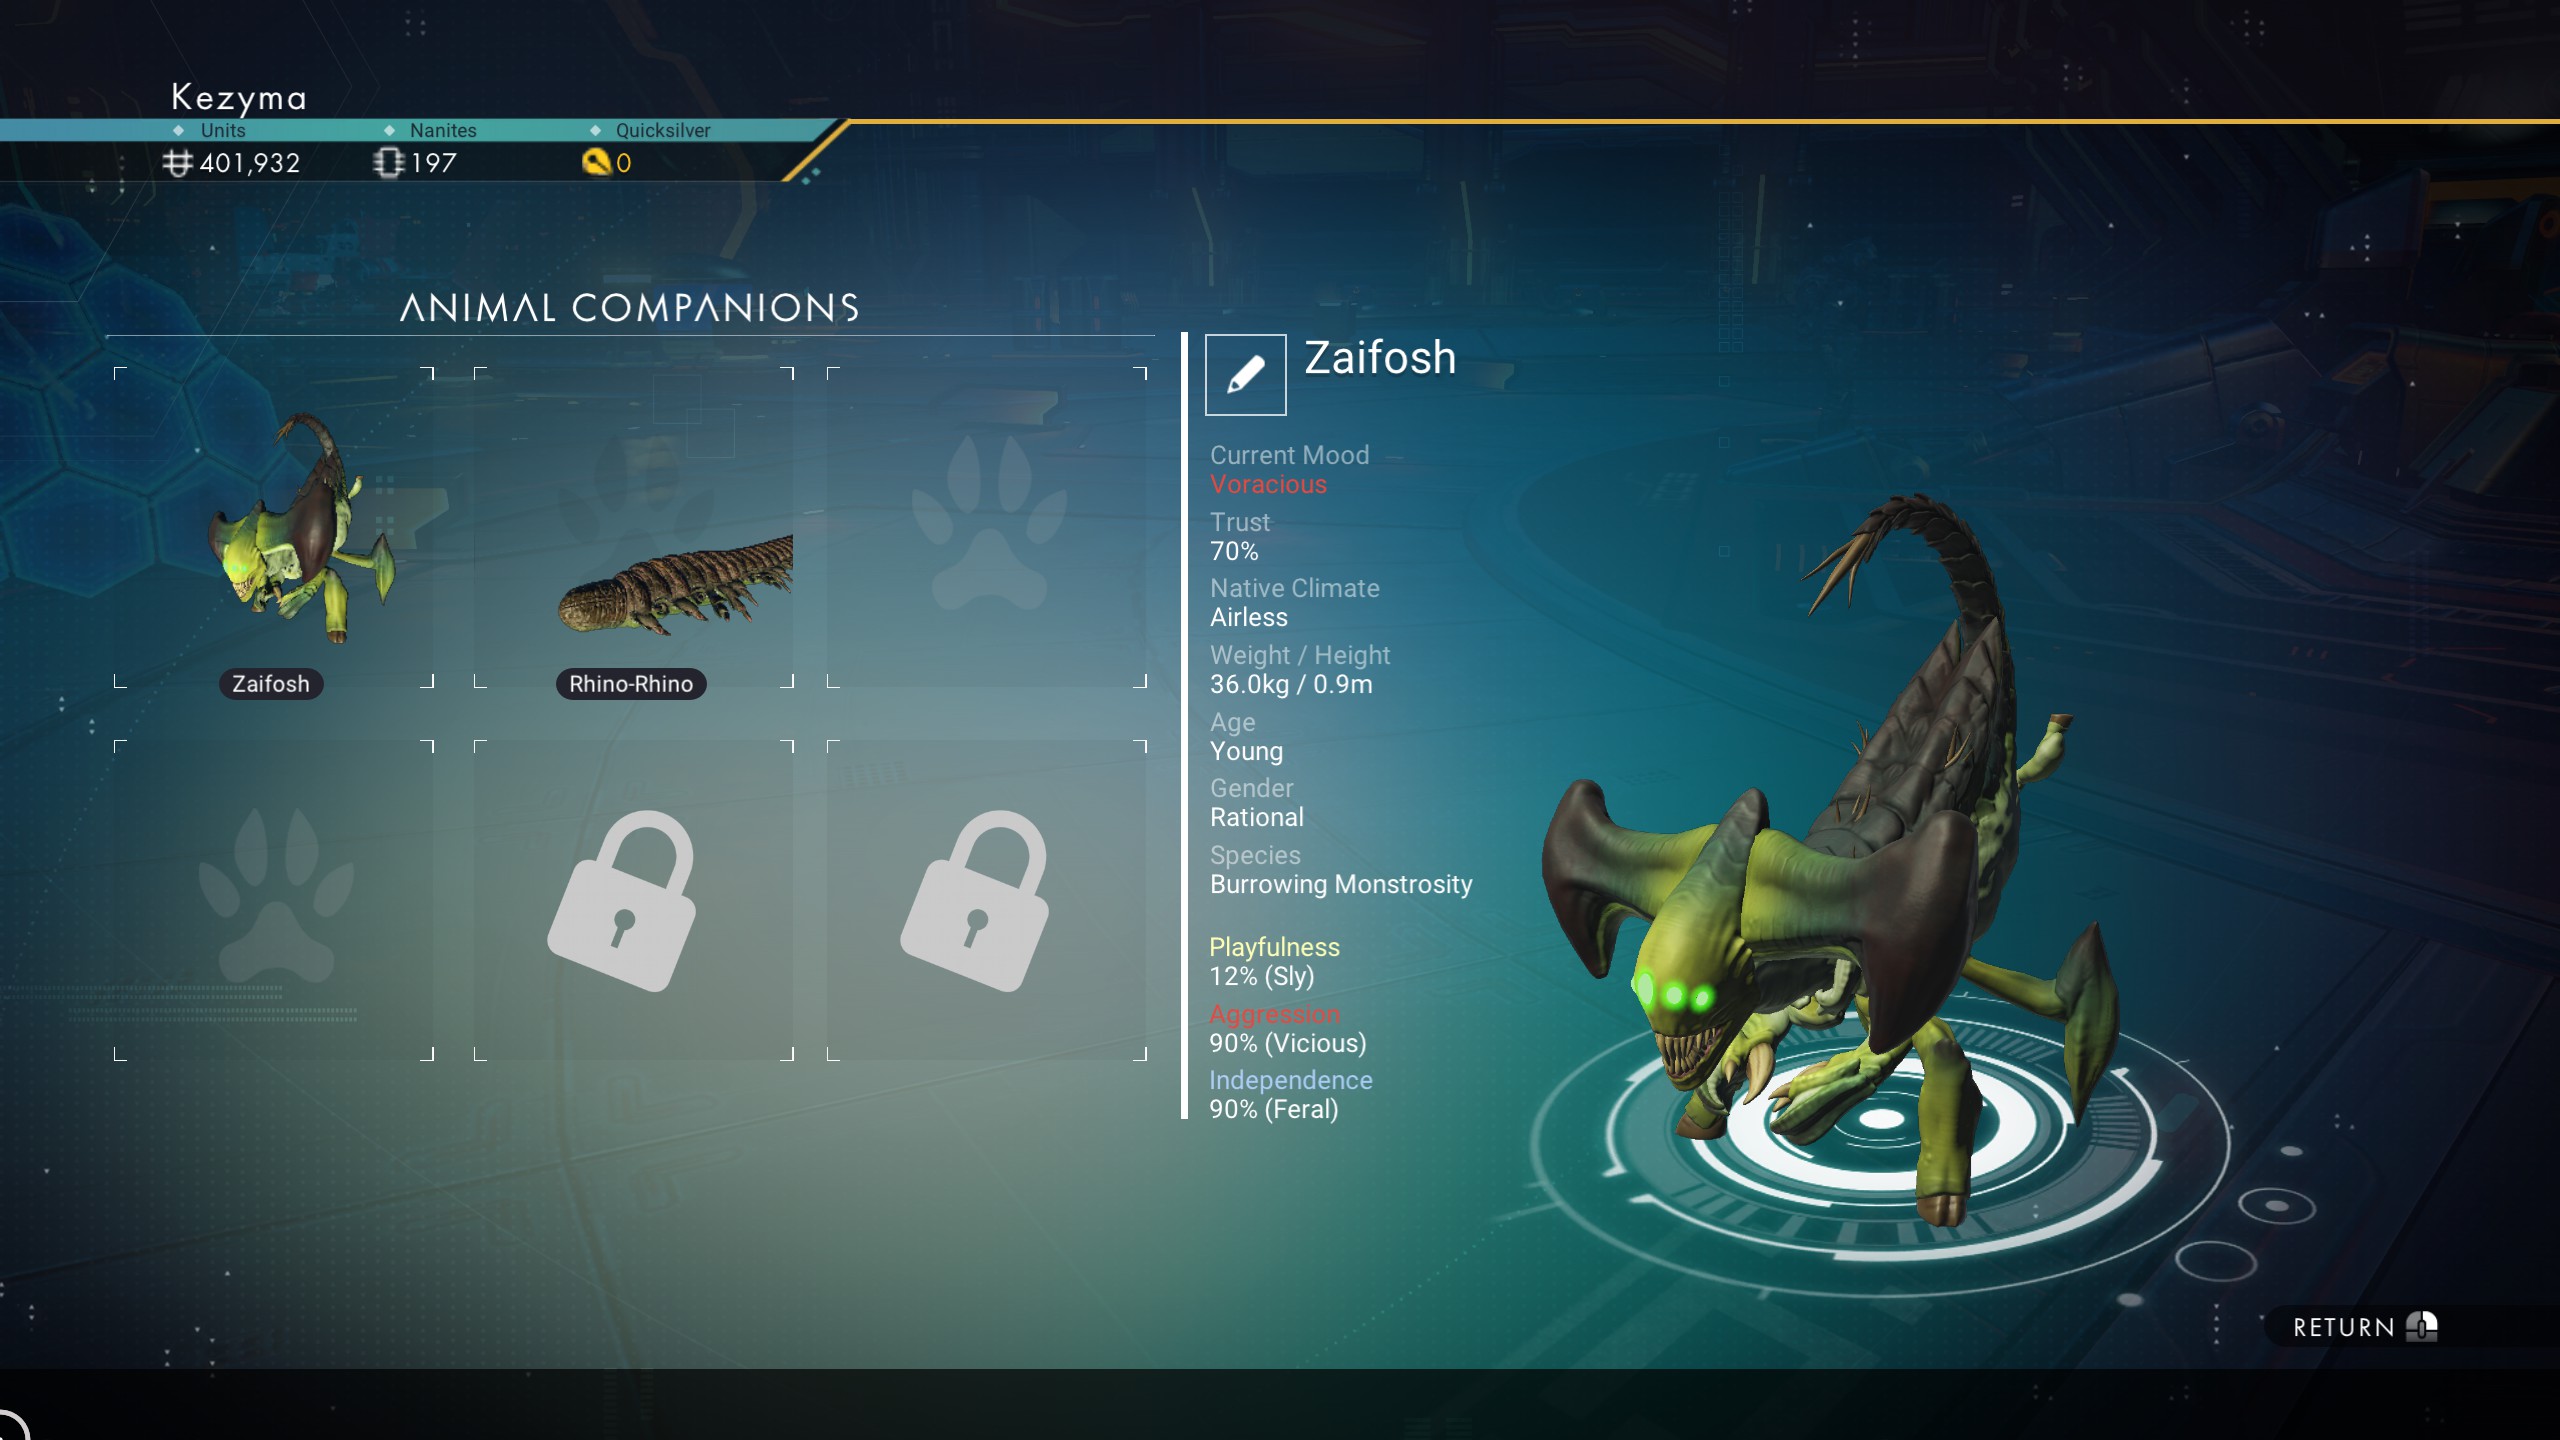 Kezyma
Units Nanites Quicksilver
401,932 197 0
ANIMAL COMPANIONS
Zaifosh
Rhino-Rhino
Zaifosh
Current Mood
Voracious
Trust
70%
Native Climate
Airless
Weight / Height
36.0kg / 0.9m
Age
Young
Gender
Rational
Species
Burrowing Monstrosity
Playfulness
12% (Sly)
Aggression
90% (Vicious)
Independence
90% (Feral)
RETURN